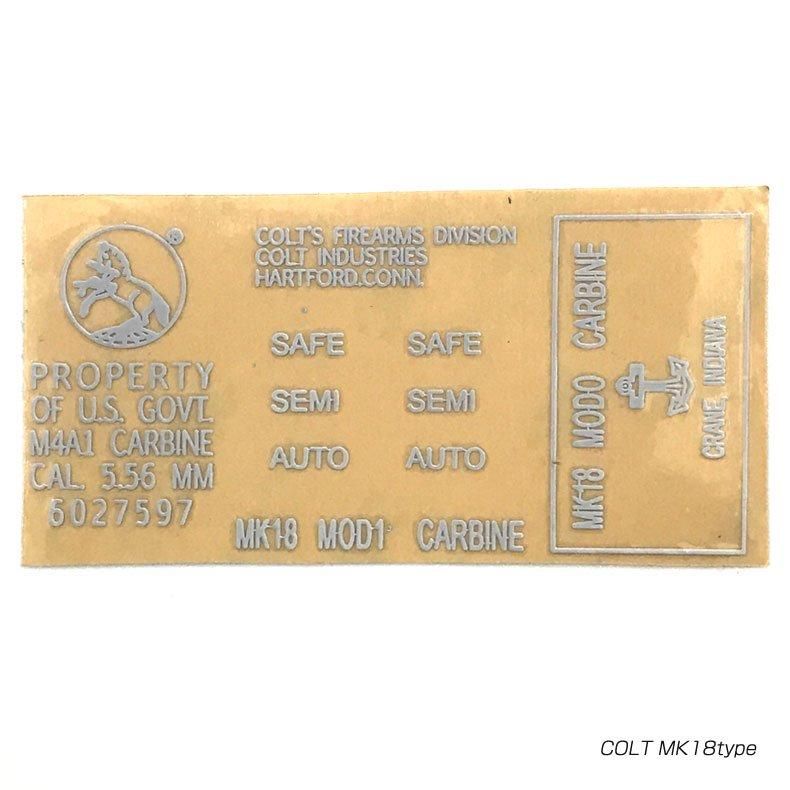 ®
COLT'S FIREARMS DIVISION
COLT INDUSTRIES
HARTFORD.CONN.
PROPERTY
OF U.S. GOVT.
M4A1 CARBINE
CAL. 5.56 MM
6027597
SAFE SAFE
SEMI SEMI
AUTO AUTO
MK18 MOD1 CARBINE
MK18 MOD0 CARBINE
CRANE, INDIANA
COLT MK18type